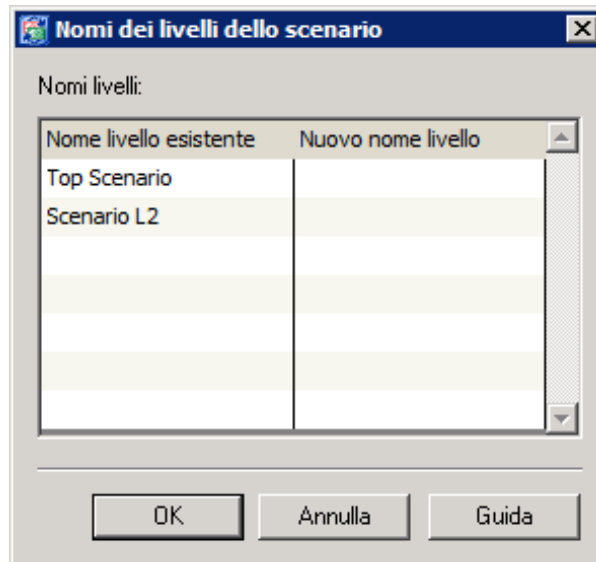 Nomi dei livelli dello scenario
Nomi livelli:
Nome livello esistente Nuovo nome livello
Top Scenario
Scenario L2
OK Annulla Guida